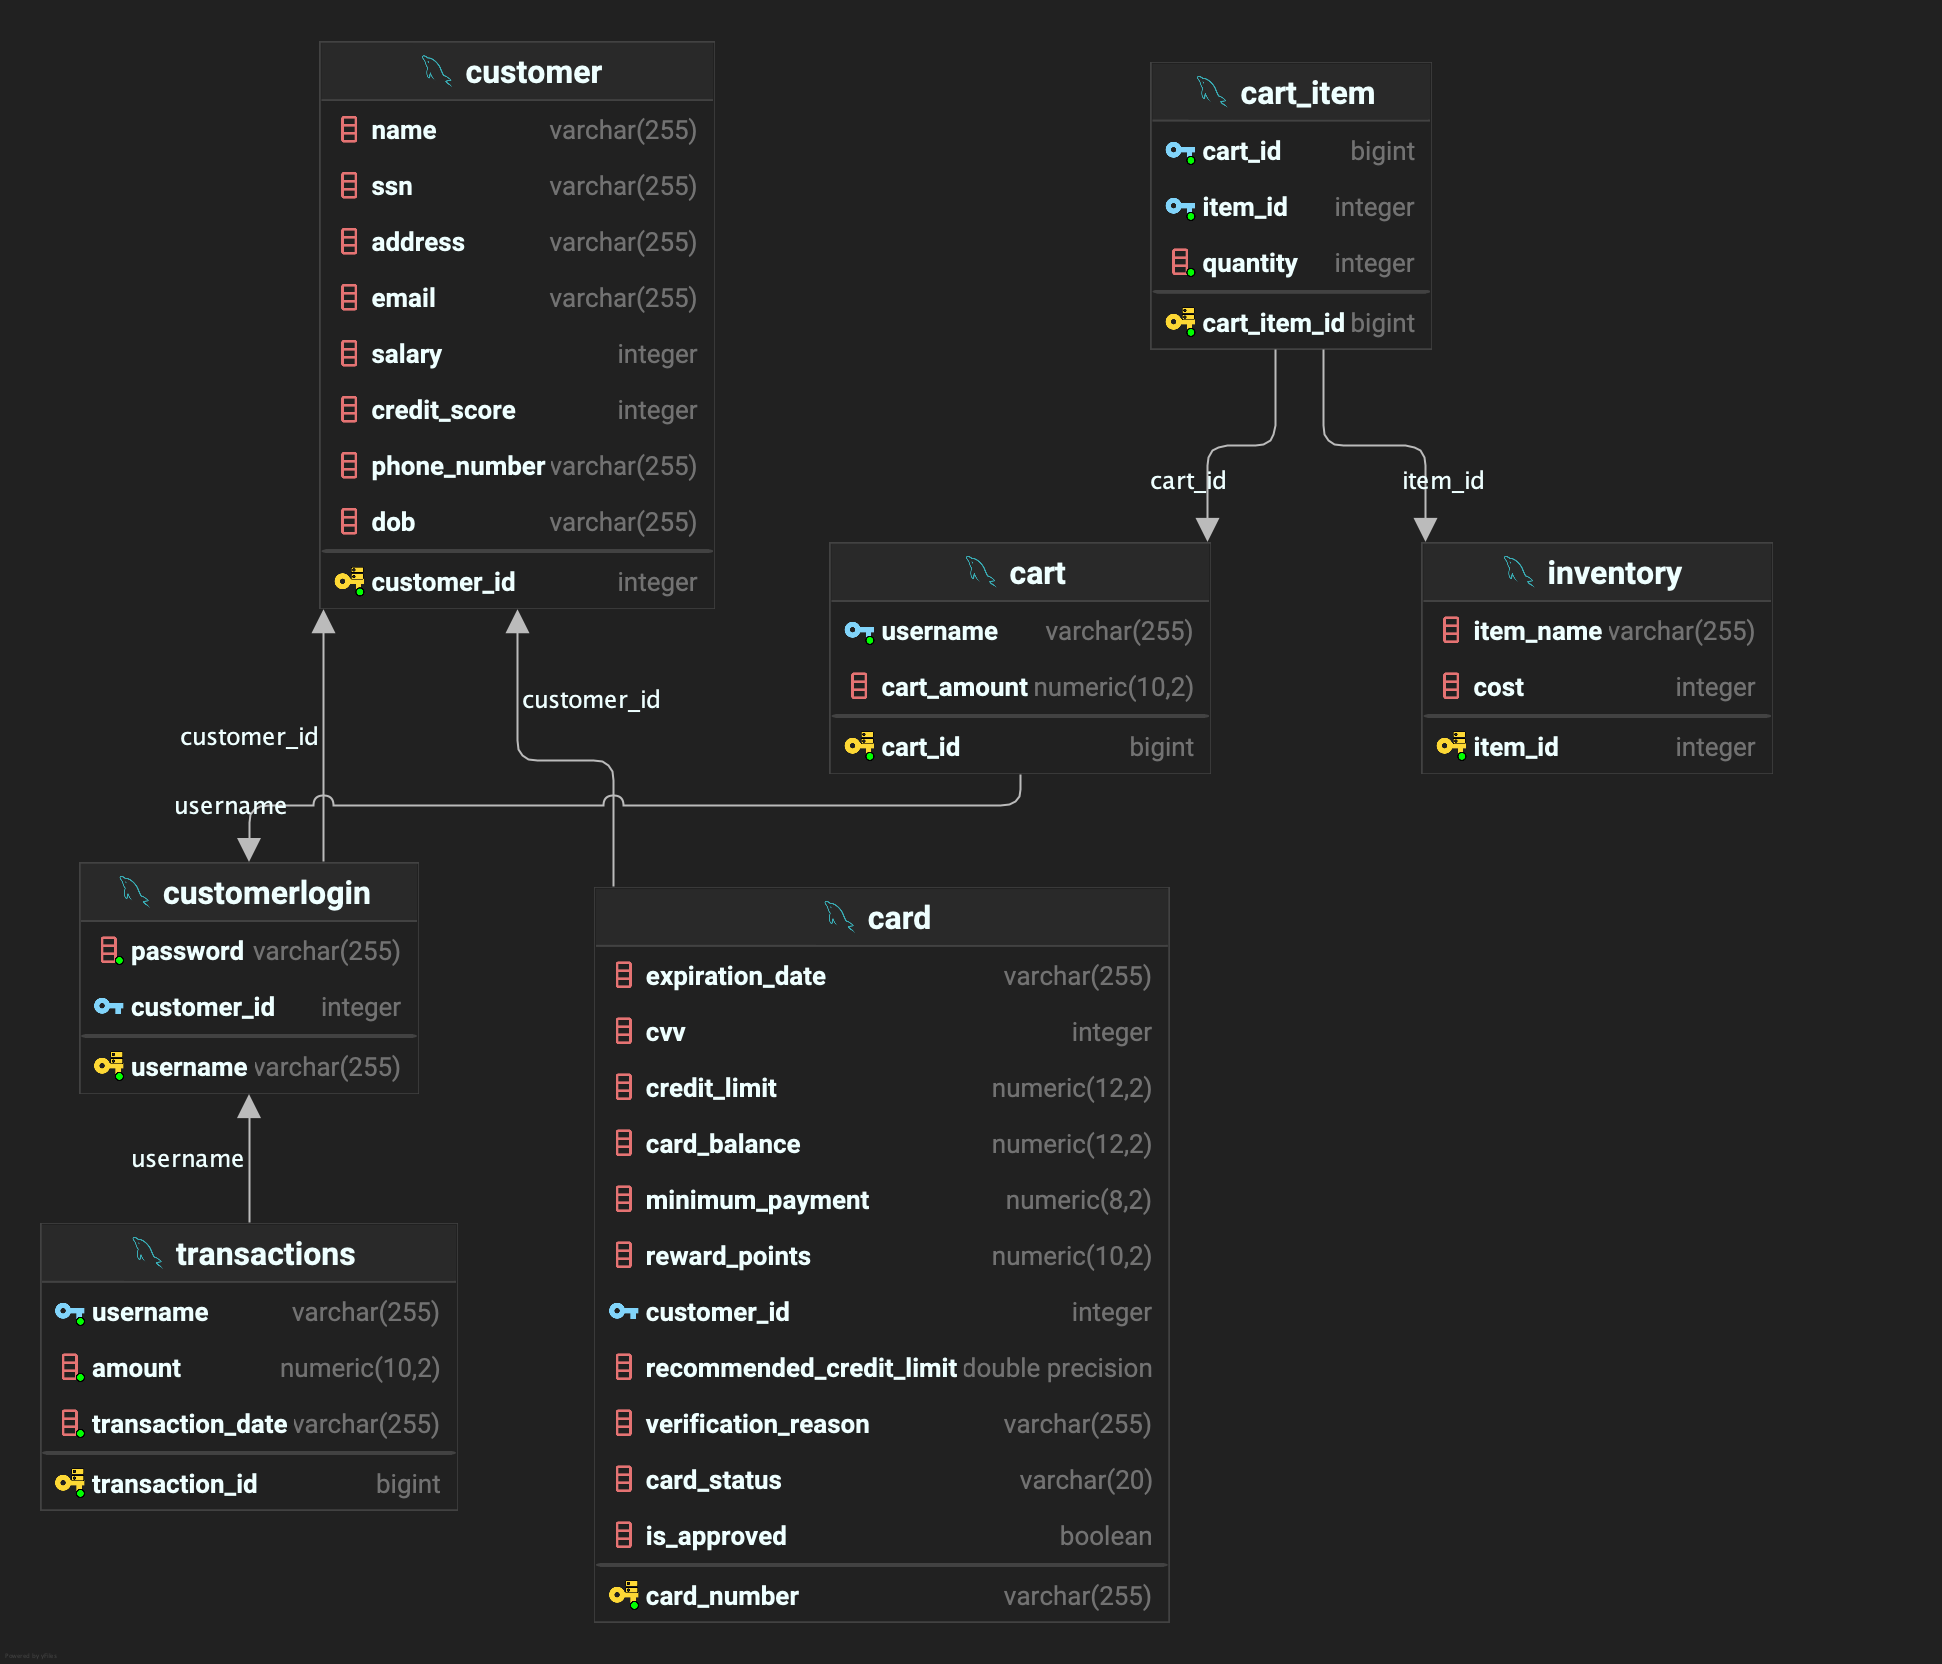 customer
name varchar(255)
ssn varchar(255)
address varchar(255)
email varchar(255)
salary integer
credit_score integer
phone_number varchar(255)
dob varchar(255)
customer_id integer
cart_item
cart_id bigint
item_id integer
quantity integer
cart_item_id bigint
cart_id
item_id
cart
username varchar(255)
cart_amount numeric(10,2)
cart_id bigint
inventory
item_name varchar(255)
cost integer
item_id integer
customer_id
customer_id
username
customerlogin
password varchar(255)
customer_id integer
username varchar(255)
username
transactions
username varchar(255)
amount numeric(10,2)
transaction_date varchar(255)
transaction_id bigint
card
expiration_date varchar(255)
cvv integer
credit_limit numeric(12,2)
card_balance numeric(12,2)
minimum_payment numeric(8,2)
reward_points numeric(10,2)
customer_id integer
recommended_credit_limit double precision
verification_reason varchar(255)
card_status varchar(20)
is_approved boolean
card_number varchar(255)
Powered by yFiles